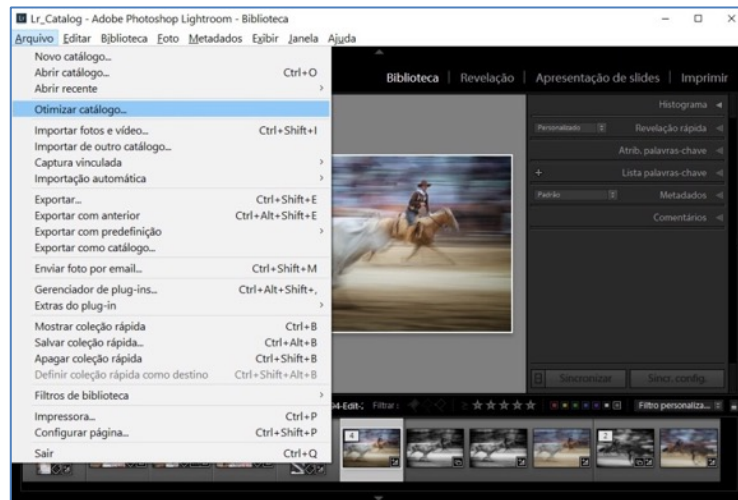 Lr_Catalog - Adobe Photoshop Lightroom - Biblioteca
Arquivo Editar Biblioteca Foto Metadados Exibir Janela Ajuda
Novo catálogo...
Abrir catálogo... Ctrl+O
Abrir recente
Otimizar catálogo...
Importar fotos e vídeo... Ctrl+Shift+I
Importar de outro catálogo...
Captura vinculada
Importação automática
Exportar... Ctrl+Shift+E
Exportar com anterior Ctrl+Alt+Shift+E
Exportar com predefinição
Exportar como catálogo...
Enviar foto por email... Ctrl+Shift+M
Gerenciador de plug-ins... Ctrl+Alt+Shift+,
Extras do plug-in
Mostrar coleção rápida Ctrl+B
Salvar coleção rápida... Ctrl+Alt+B
Apagar coleção rápida Ctrl+Shift+B
Definir coleção rápida como destino Ctrl+Shift+Alt+B
Filtros de biblioteca
Impressora... Ctrl+P
Configurar página... Ctrl+Shift+P
Sair Ctrl+Q
Biblioteca | Revelação | Apresentação de slides | Imprimir
Histograma
Personalizado Revelação rápida
Atrib. palavras-chave
+ Lista palavras-chave
Padrão Metadados
Comentários
Sincronizar Sincr. config.
94-Edit-; Filtrar: Filtro personaliza...
4 2